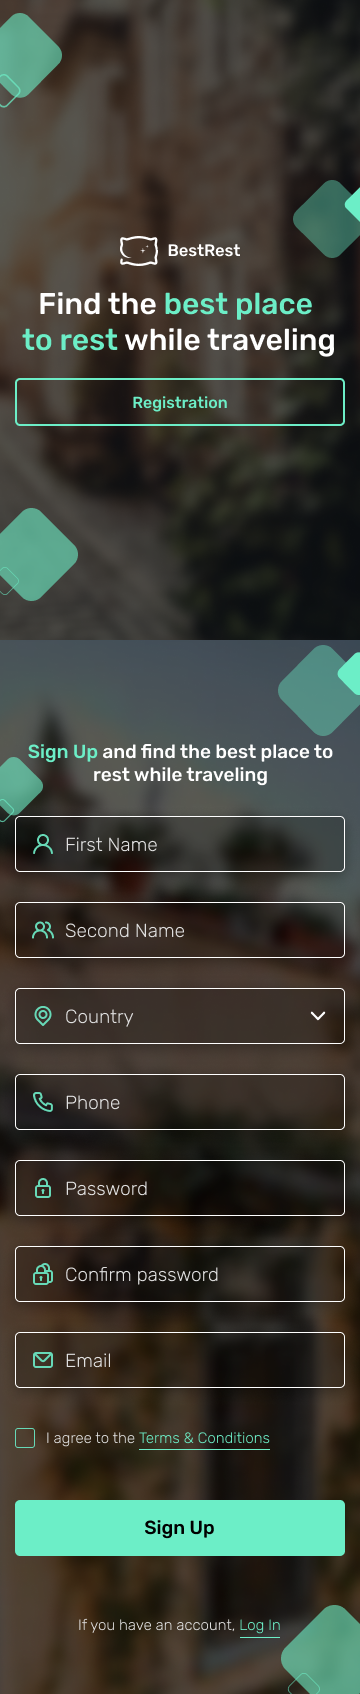 BestRest
Find the best place
to rest while traveling
Registration
Sign Up and find the best place to
rest while traveling
First Name
Second Name
Country
Phone
Password
Confirm password
Email
I agree to the Terms & Conditions
Sign Up
If you have an account, Log In